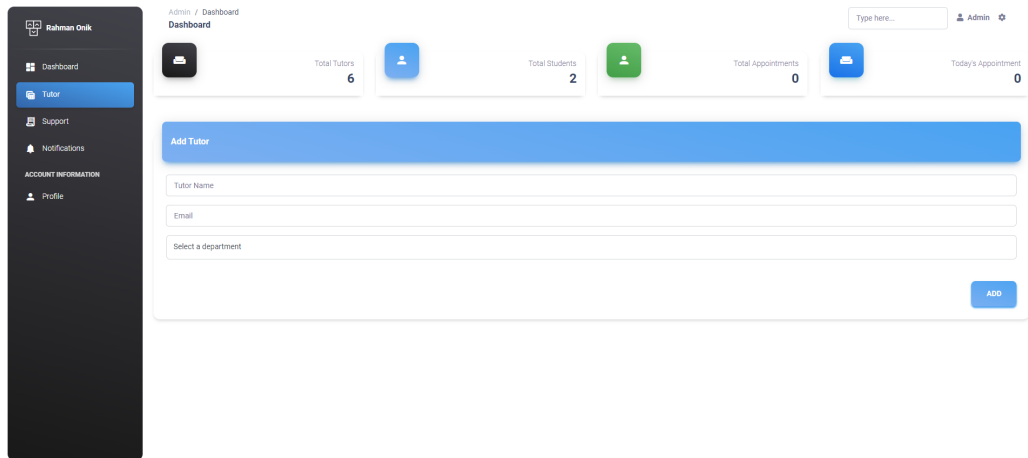 Rahman Onik
Dashboard
Tutor
Support
Notifications
ACCOUNT INFORMATION
Profile
Admin / Dashboard
Dashboard
Type here...
Admin
Total Tutors
6
Total Students
2
Total Appointments
0
Today's Appointment
0
Add Tutor
Tutor Name
Email
Select a department
ADD